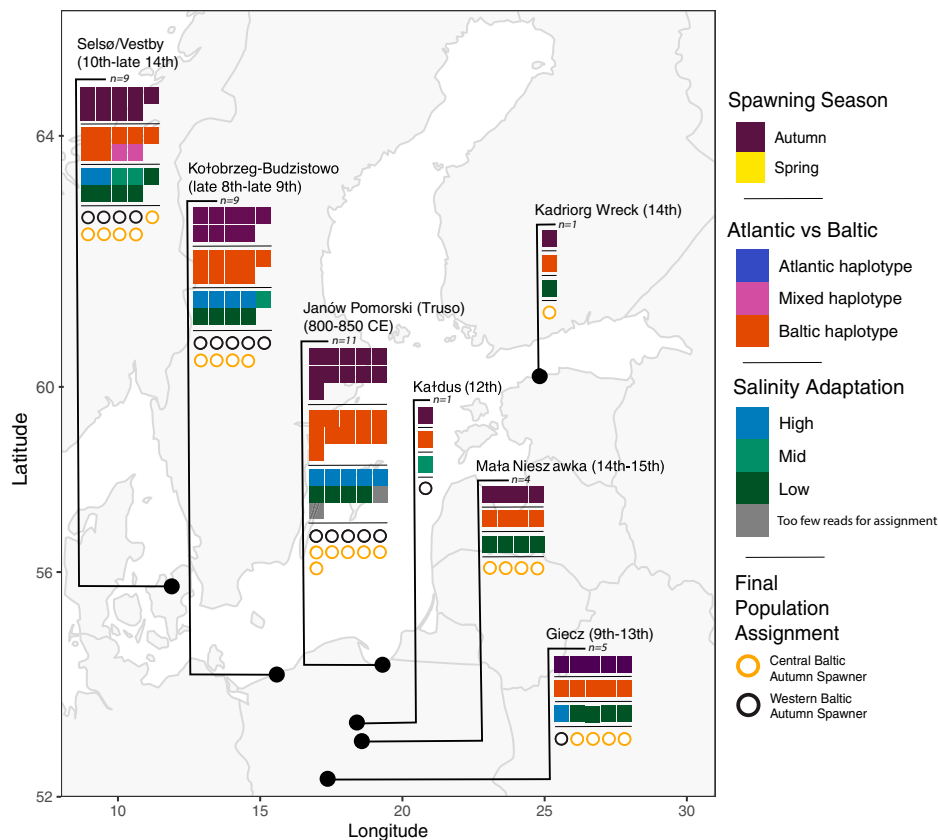 Selsø/Vestby
(10th-late 14th)
n=9
Kołobrzeg-Budzistowo
(late 8th-late 9th)
n=9
Janów Pomorski (Truso)
(800-850 CE)
n=11
Kałdus (12th)
n=1
Kadriorg Wreck (14th)
n=1
Mała Nieszawka (14th-15th)
n=4
Giecz (9th-13th)
n=5
64
60
56
52
Latitude
10
15
20
25
30
Longitude
Spawning Season
Autumn
Spring
Atlantic vs Baltic
Atlantic haplotype
Mixed haplotype
Baltic haplotype
Salinity Adaptation
High
Mid
Low
Too few reads for assignment
Final
Population
Assignment
Central Baltic
Autumn Spawner
Western Baltic
Autumn Spawner